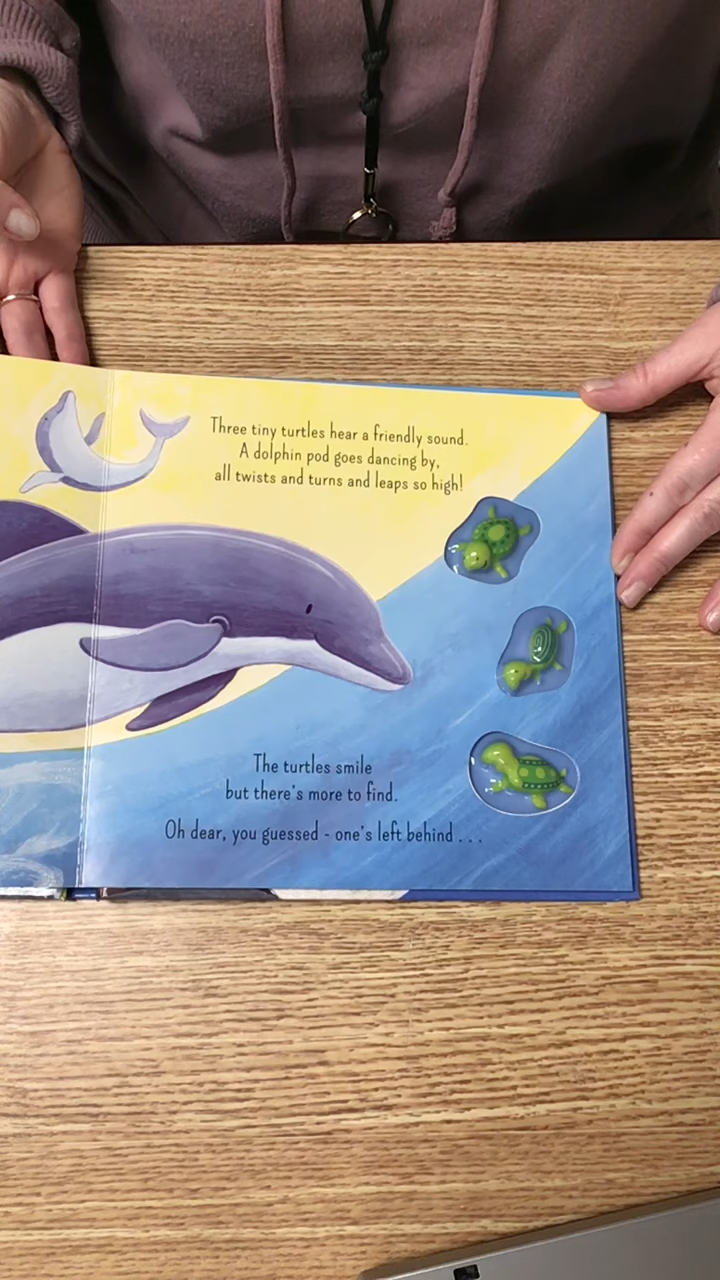 Three tiny turtles hear a friendly sound.
A dolphin pod goes dancing by,
all twists and turns and leaps so high!
The turtles smile
but there's more to find.
Oh dear, you guessed - one's left behind . . .